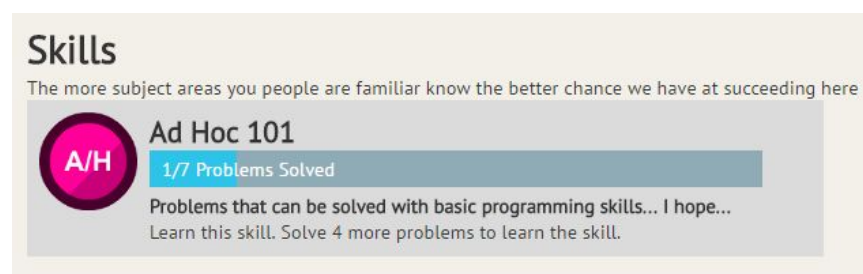 Skills
The more subject areas you people are familiar know the better chance we have at succeeding here
A/H
Ad Hoc 101
1/7 Problems Solved
Problems that can be solved with basic programming skills... I hope...
Learn this skill. Solve 4 more problems to learn the skill.